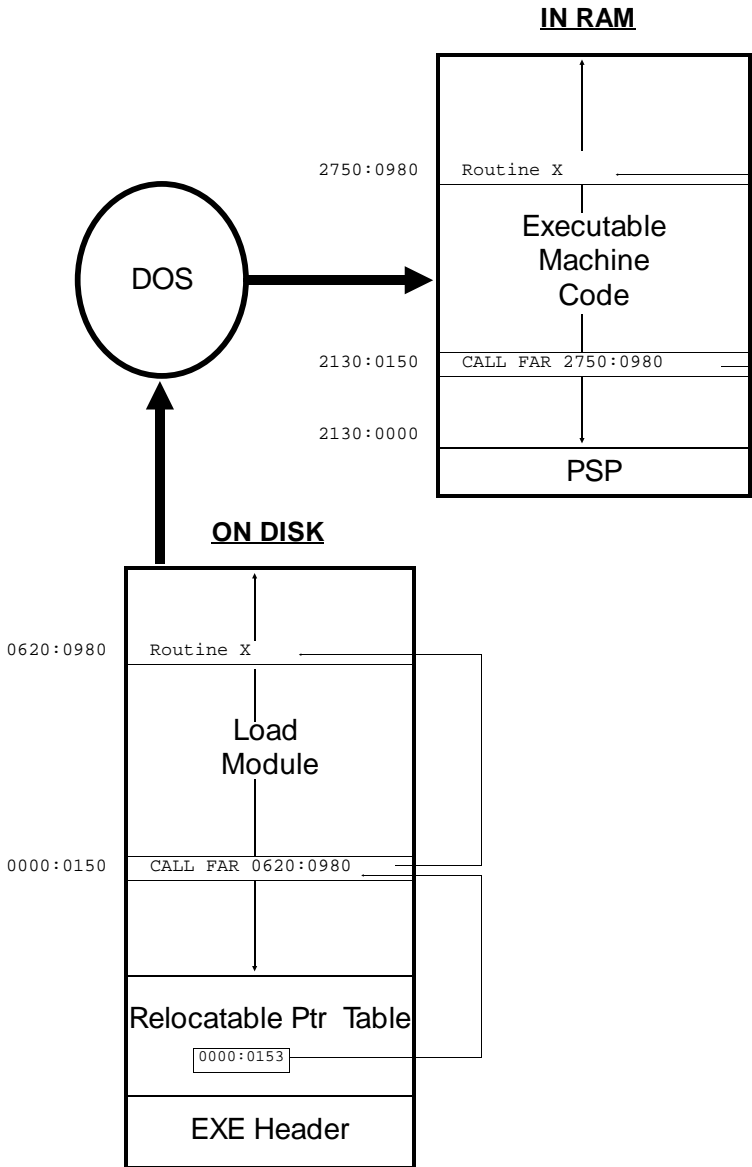 IN RAM
2750:0980 Routine X
Executable
Machine
Code
DOS
2130:0150 CALL FAR 2750:0980
2130:0000
PSP
ON DISK
0620:0980 Routine X
Load
Module
0000:0150 CALL FAR 0620:0980
Relocatable Ptr Table
0000:0153
EXE Header